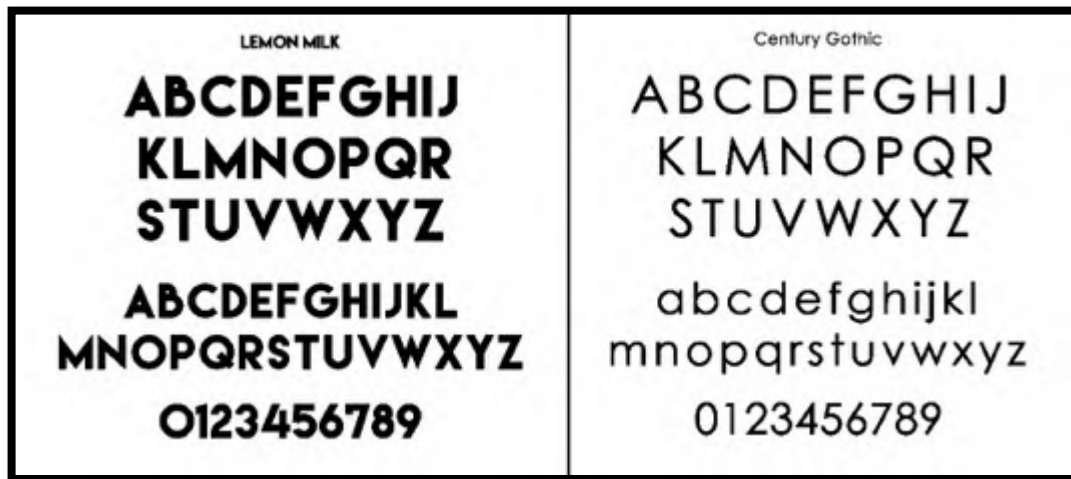 LEMON MILK
ABCDEFGHIJ
KLMNOPQR
STUVWXYZ
ABCDEFGHIJKL
MNOPQRSTUVWXYZ
0123456789
Century Gothic
ABCDEFGHIJ
KLMNOPQR
STUVWXYZ
abcdefghijkl
mnopqrstuvwxyz
0123456789